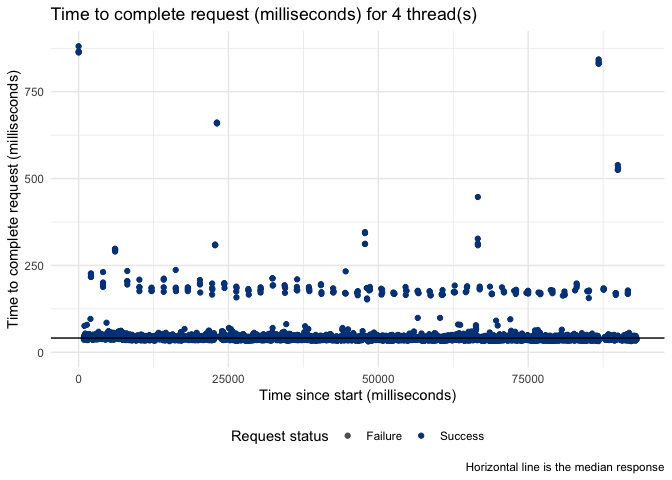 Time to complete request (milliseconds) for 4 thread(s)
Time to complete request (milliseconds)
750
500
250
0
0
25000
50000
75000
Time since start (milliseconds)
Request status
Failure
Success
Horizontal line is the median response